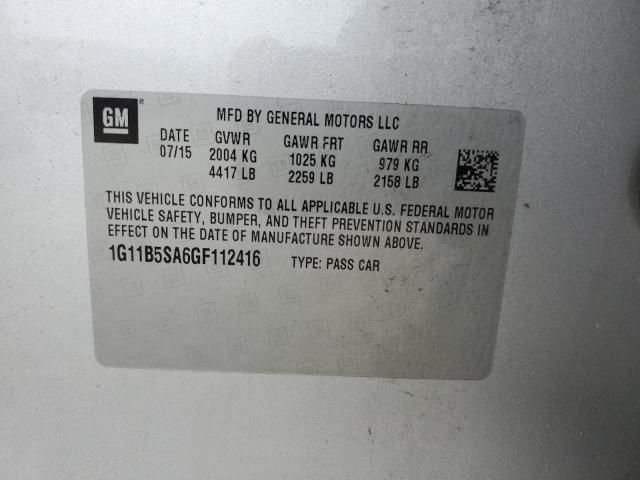 GM
MFD BY GENERAL MOTORS LLC
DATE GVWR GAWR FRT GAWR RR
07/15 2004 KG 1025 KG 979 KG
4417 LB 2259 LB 2158 LB
THIS VEHICLE CONFORMS TO ALL APPLICABLE U.S. FEDERAL MOTOR
VEHICLE SAFETY, BUMPER, AND THEFT PREVENTION STANDARDS IN
EFFECT ON THE DATE OF MANUFACTURE SHOWN ABOVE.
1G11B5SA6GF112416 TYPE: PASS CAR